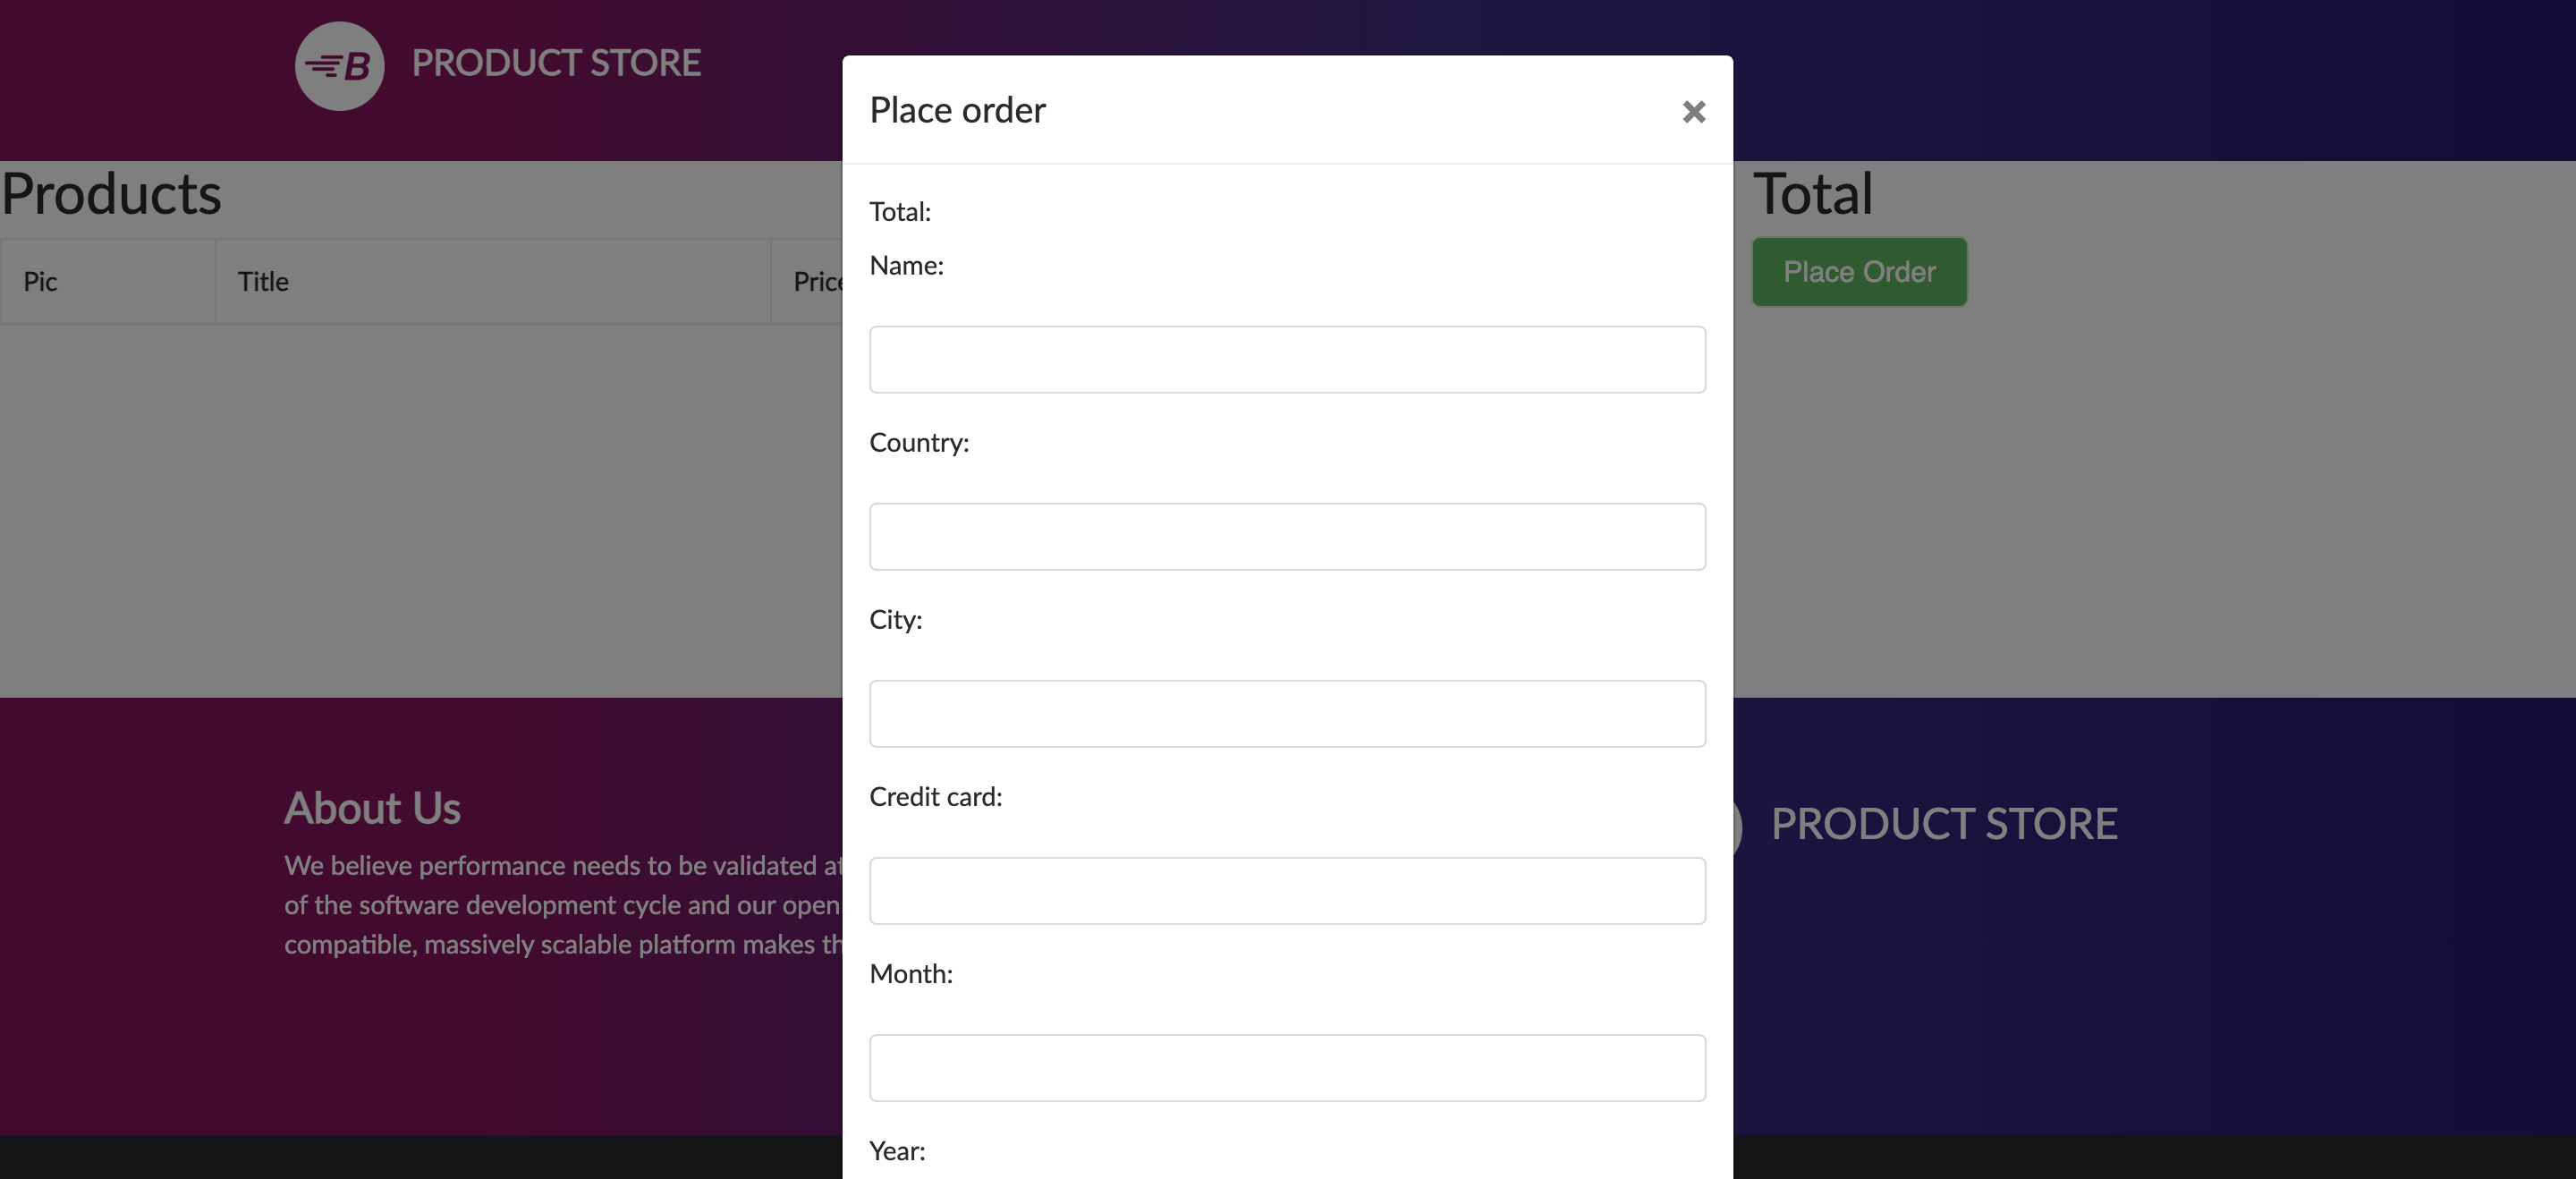 B PRODUCT STORE
Place order
×
Products
Pic Title Price
Total:
Name:
Country:
City:
Credit card:
Month:
Year:
Total
Place Order
About Us
We believe performance needs to be validated at
of the software development cycle and our open
compatible, massively scalable platform makes
PRODUCT STORE